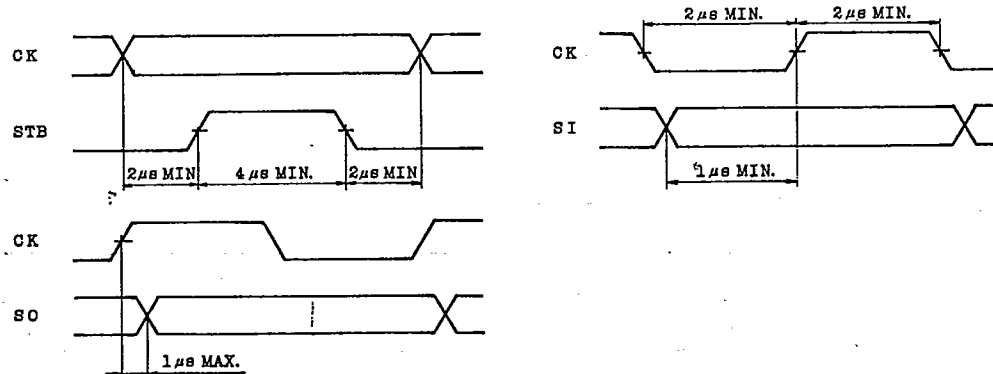 CK
STB
2μs MIN 4μs MIN. 2μs MIN
CK
SO
1μs MAX.
2μs MIN. 2μs MIN.
CK
SI
1μs MIN.